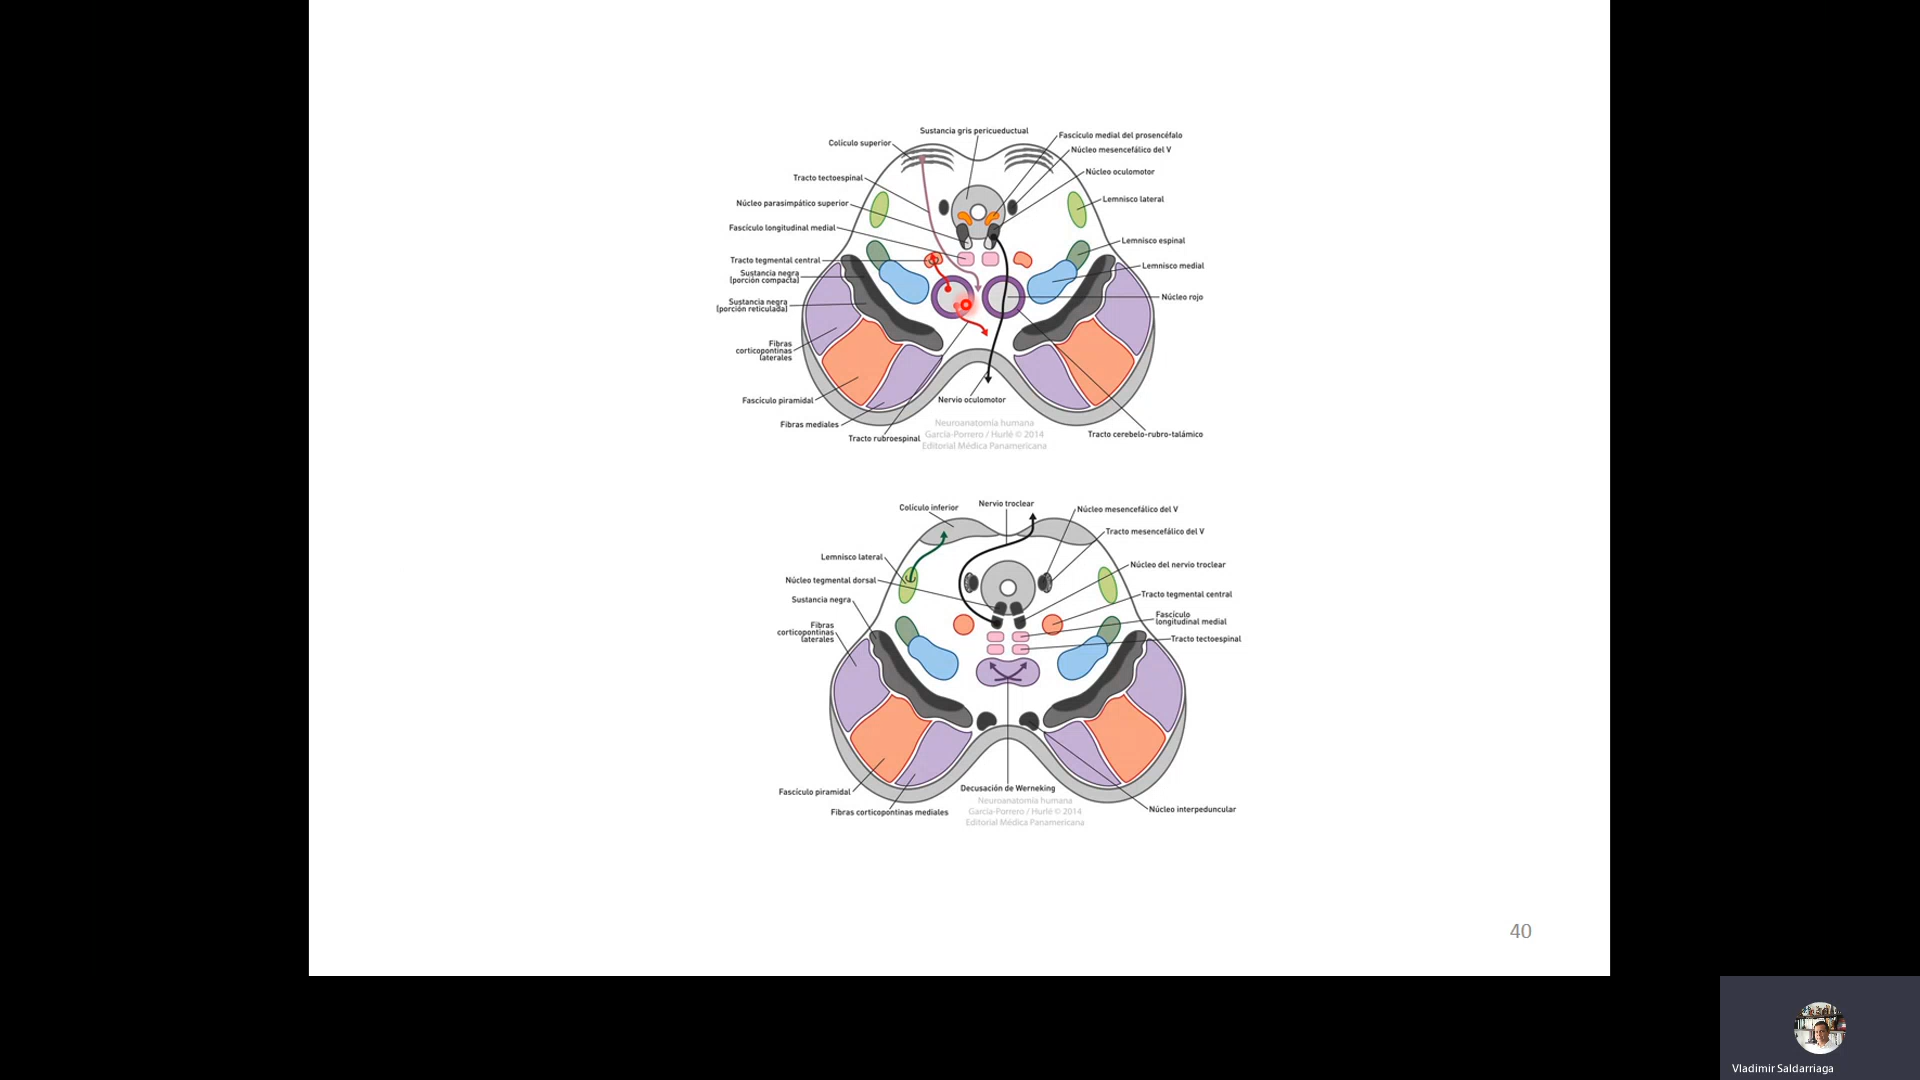 Sustancia gris pericueductual
Fascículo medial del prosencéfalo
Colículo superior
Núcleo mesencefálico del V
Núcleo oculomotor
Tracto tectoespinal
Lemnisco lateral
Núcleo parasimpático superior
Fascículo longitudinal medial
Lemnisco espinal
Tracto tegmental central
Lemnisco medial
Sustancia negra
(porción compacta)
Núcleo rojo
Sustancia negra
(porción reticulada)
Fibras
corticopontinas
laterales
Fascículo piramidal
Nervio oculomotor
Fibras mediales
Tracto rubroespinal
Tracto cerebelo-rubro-talámico
Neuroanatomía humana
García-Porrero / Hurlé © 2014
Editorial Médica Panamericana
Colículo inferior
Nervio troclear
Núcleo mesencefálico del V
Tracto mesencefálico del V
Lemnisco lateral
Núcleo del nervio troclear
Núcleo tegmental dorsal
Tracto tegmental central
Sustancia negra
Fascículo
longitudinal medial
Fibras
corticopontinas
laterales
Tracto tectoespinal
Fascículo piramidal
Decusación de Werneking
Fibras corticopontinas mediales
Núcleo interpeduncular
Neuroanatomía humana
García-Porrero / Hurlé © 2014
Editorial Médica Panamericana
40
Vladimir Saldarriaga